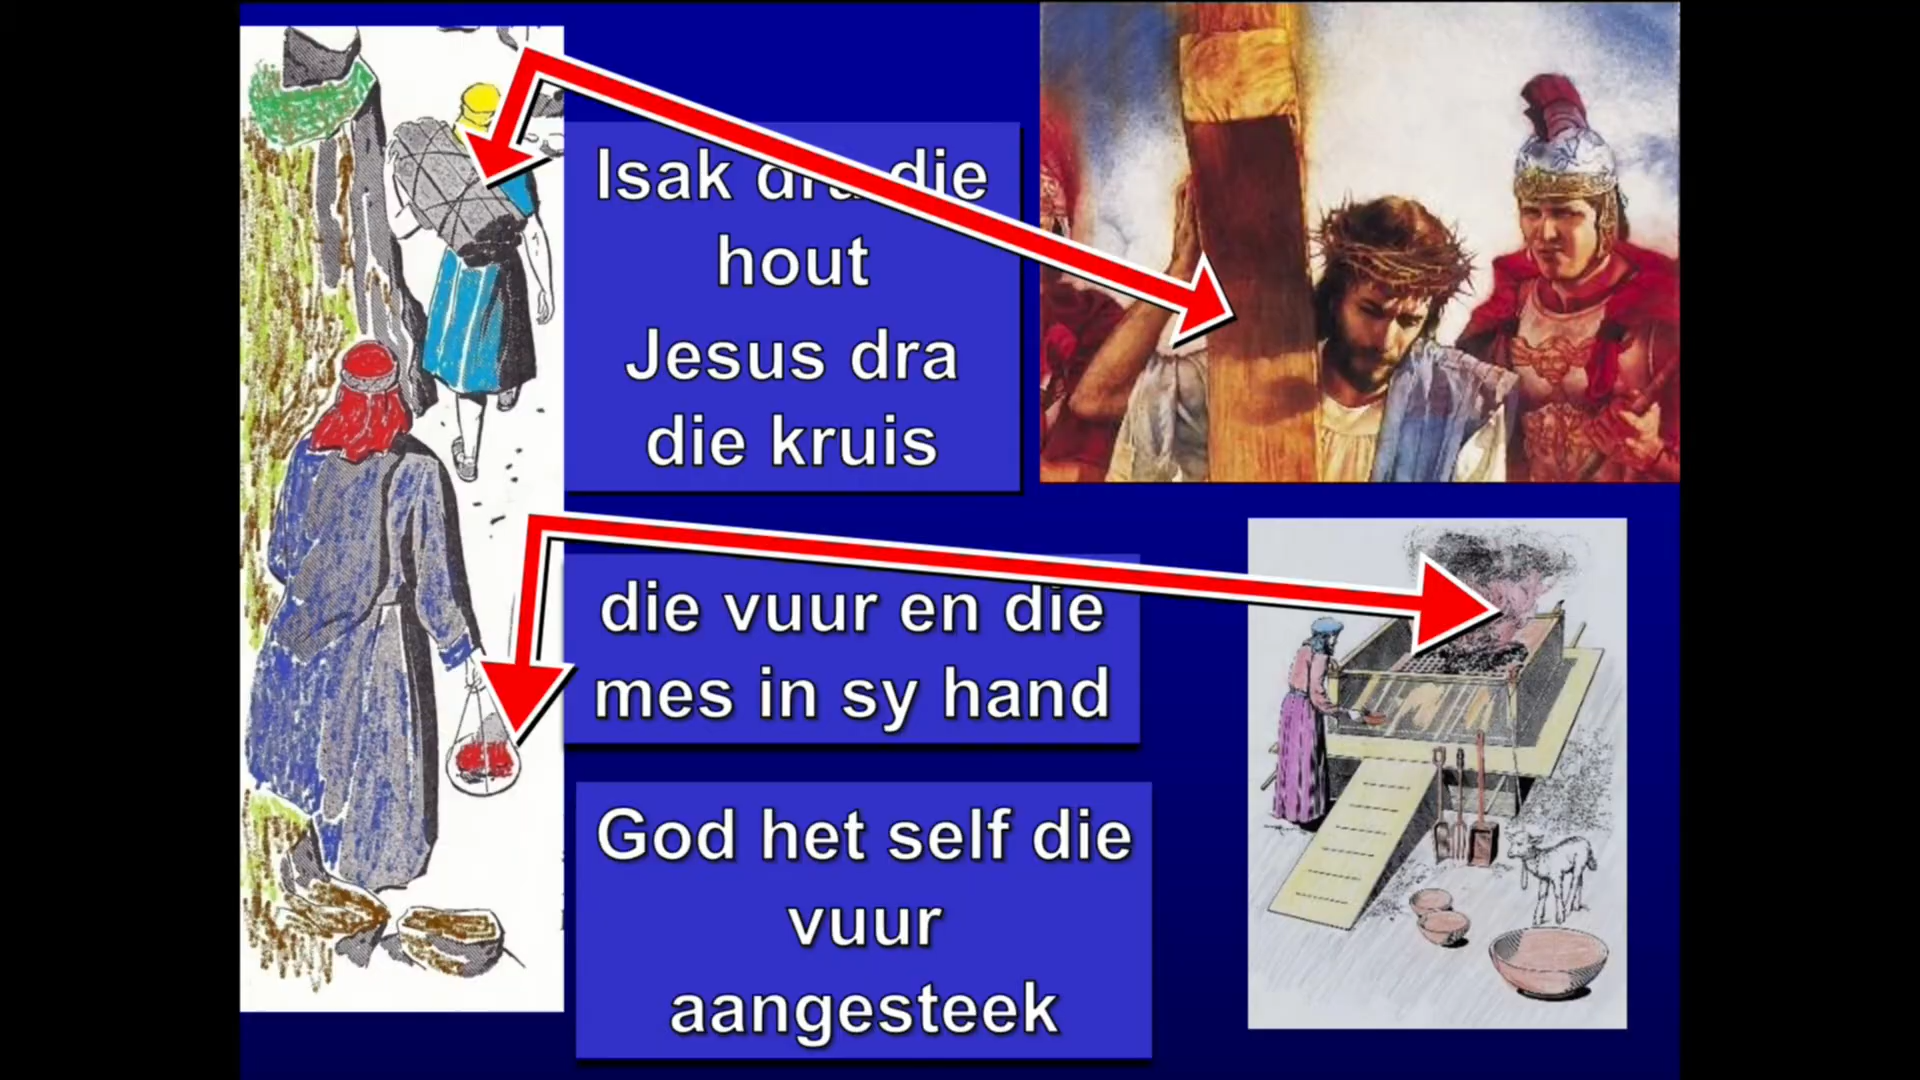 Isak dra die
hout
Jesus dra
die kruis
die vuur en die
mes in sy hand
God het self die
vuur
aangesteek